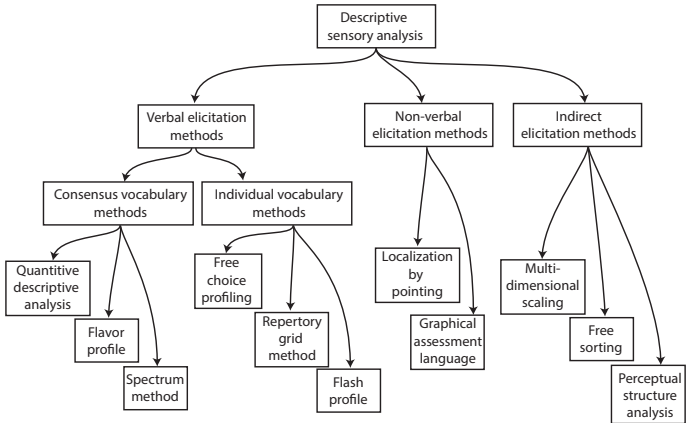 Descriptive
sensory analysis
Verbal elicitation
methods
Non-verbal
elicitation methods
Indirect
elicitation methods
Consensus vocabulary
methods
Individual vocabulary
methods
Quantitive
descriptive
analysis
Flavor
profile
Spectrum
method
Free
choice
profiling
Repertory
grid
method
Flash
profile
Localization
by
pointing
Graphical
assessment
language
Multi-
dimensional
scaling
Free
sorting
Perceptual
structure
analysis